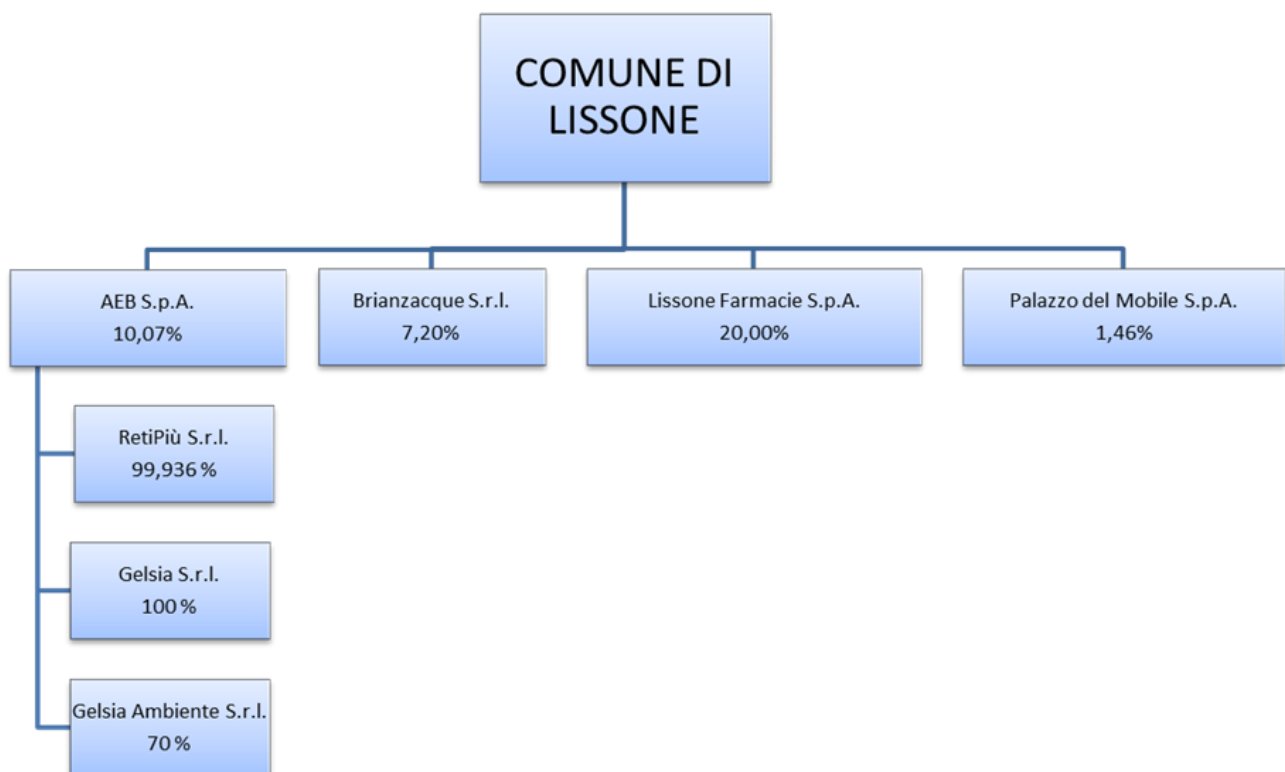 COMUNE DI
LISSONE
AEB S.p.A.
10,07%
Brianzacque S.r.l.
7,20%
Lissone Farmacie S.p.A.
20,00%
Palazzo del Mobile S.p.A.
1,46%
RetiPiù S.r.l.
99,936 %
Gelsia S.r.l.
100 %
Gelsia Ambiente S.r.l.
70 %